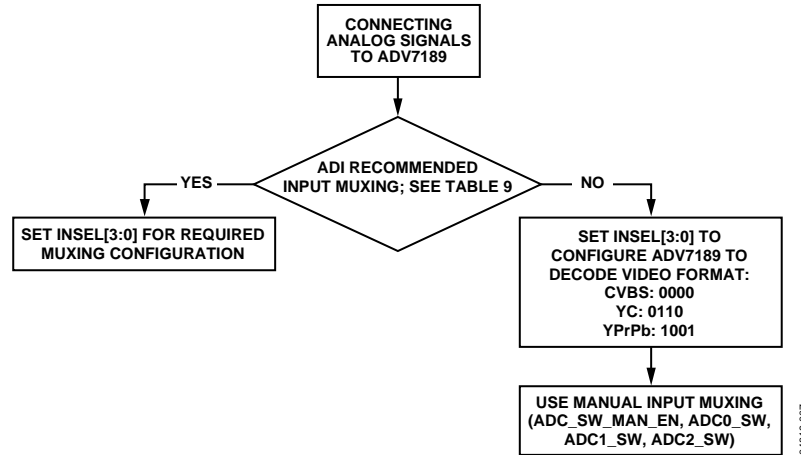 CONNECTING
ANALOG SIGNALS
TO ADV7189
ADI RECOMMENDED
INPUT MUXING; SEE TABLE 9
YES
NO
SET INSEL[3:0] FOR REQUIRED
MUXING CONFIGURATION
SET INSEL[3:0] TO
CONFIGURE ADV7189 TO
DECODE VIDEO FORMAT:
CVBS: 0000
YC: 0110
YPrPb: 1001
USE MANUAL INPUT MUXING
(ADC_SW_MAN_EN, ADC0_SW,
ADC1_SW, ADC2_SW)